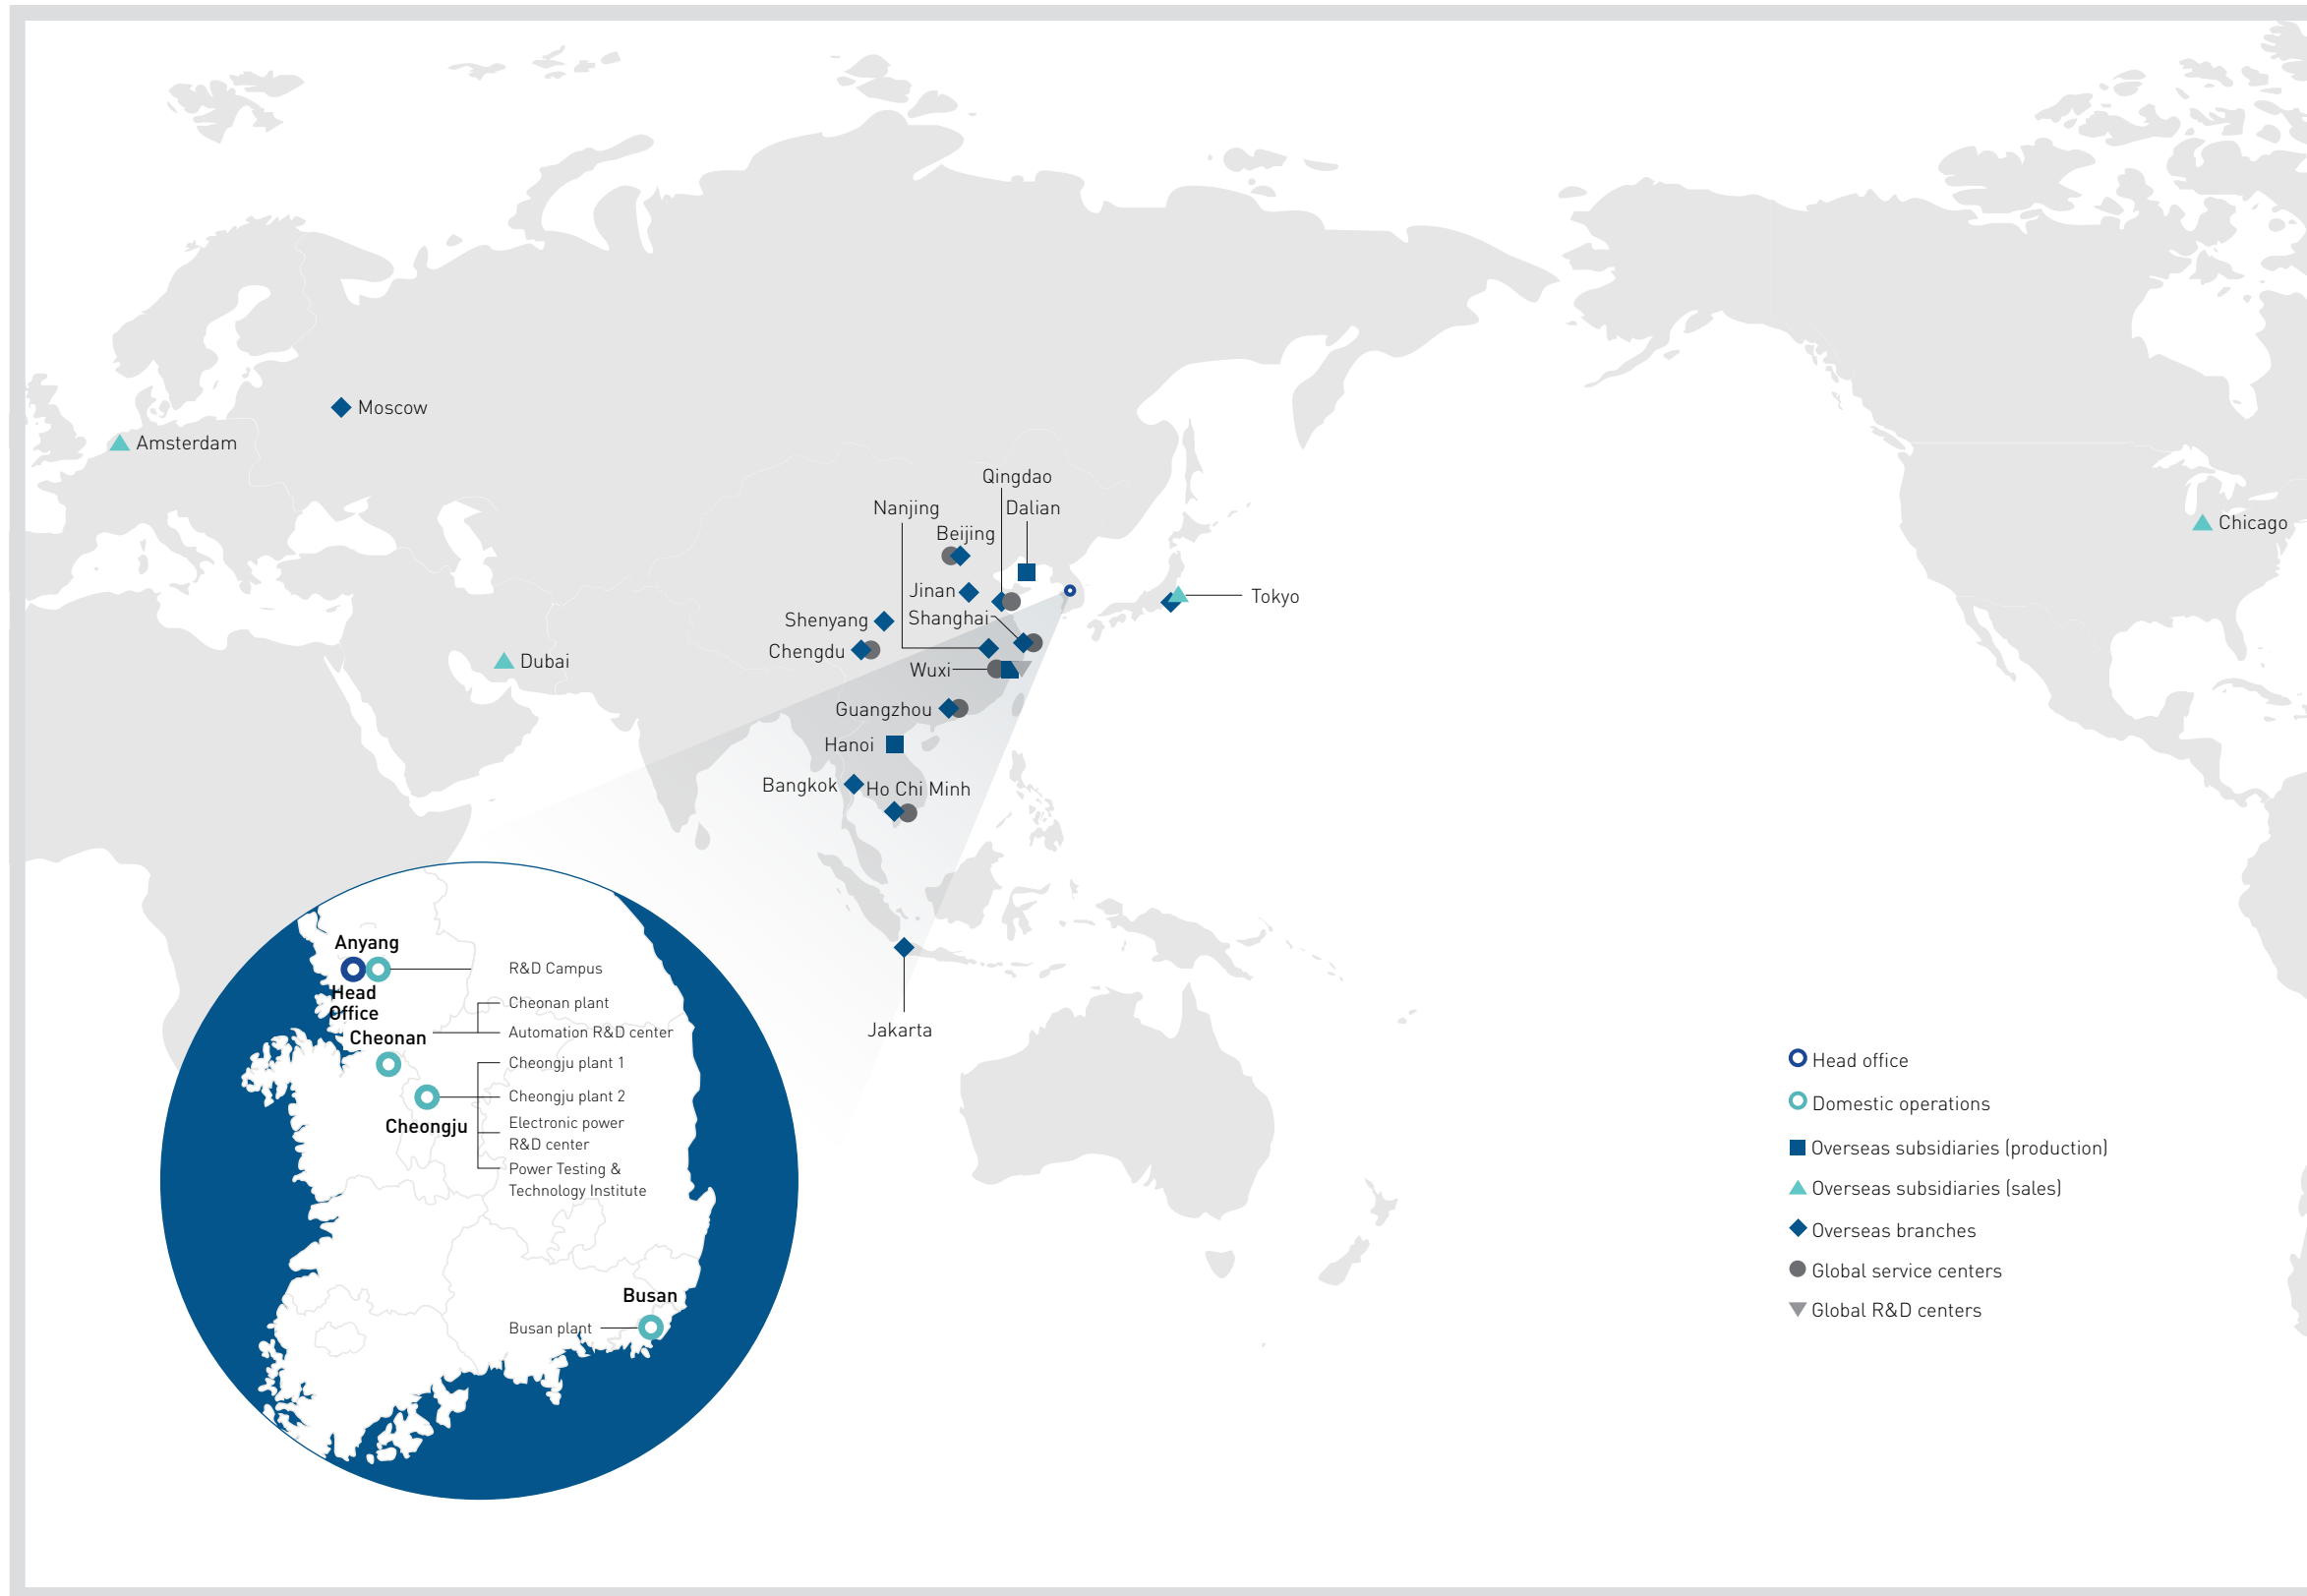 Moscow
Amsterdam
Qingdao
Nanjing
Dalian
Beijing
Chicago
Jinan
Tokyo
Shenyang
Shanghai
Chengdu
Dubai
Wuxi
Guangzhou
Hanoi
Bangkok
Ho Chi Minh
Jakarta
Anyang
Head
Office
R&D Campus
Cheonan
Cheonan plant
Automation R&D center
Cheongju
Cheongju plant 1
Cheongju plant 2
Electronic power
R&D center
Power Testing &
Technology Institute
Busan
Busan plant
Head office
Domestic operations
Overseas subsidiaries (production)
Overseas subsidiaries (sales)
Overseas branches
Global service centers
Global R&D centers